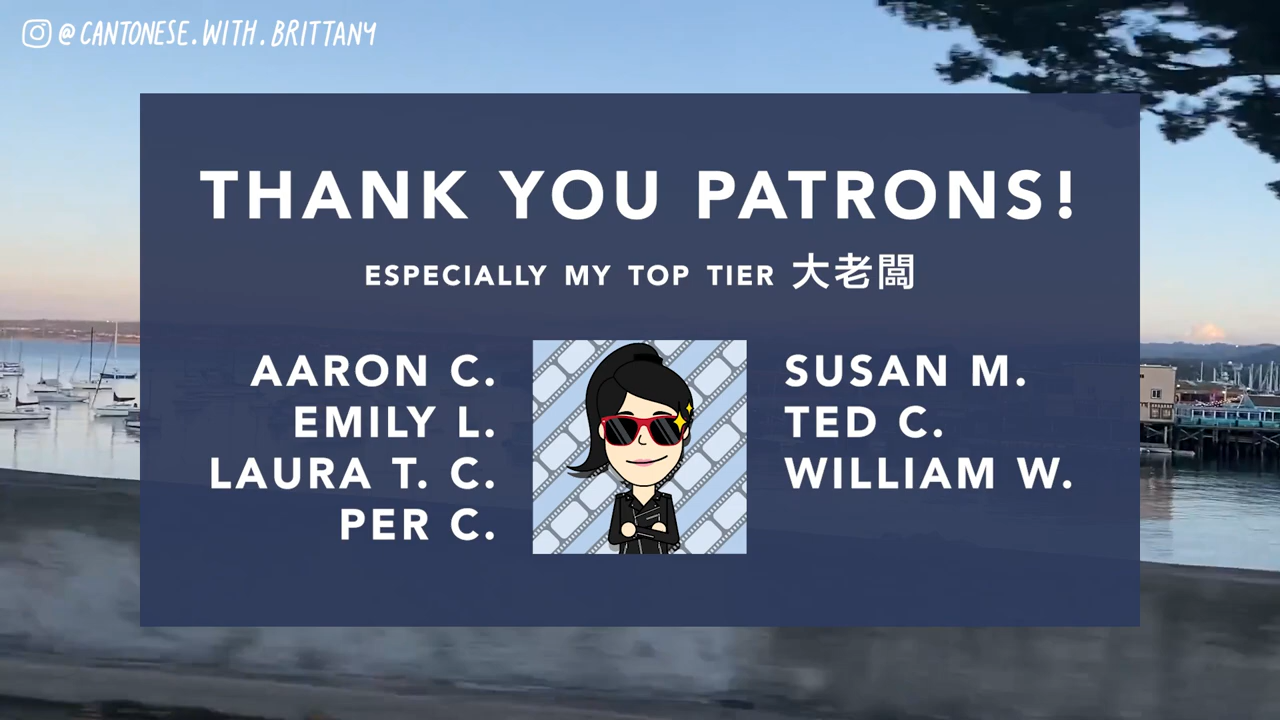 @CANTONESE.WITH.BRITTANY
THANK YOU PATRONS!
ESPECIALLY MY TOP TIER 大老闆
AARON C.
EMILY L.
LAURA T. C.
PER C.
SUSAN M.
TED C.
WILLIAM W.